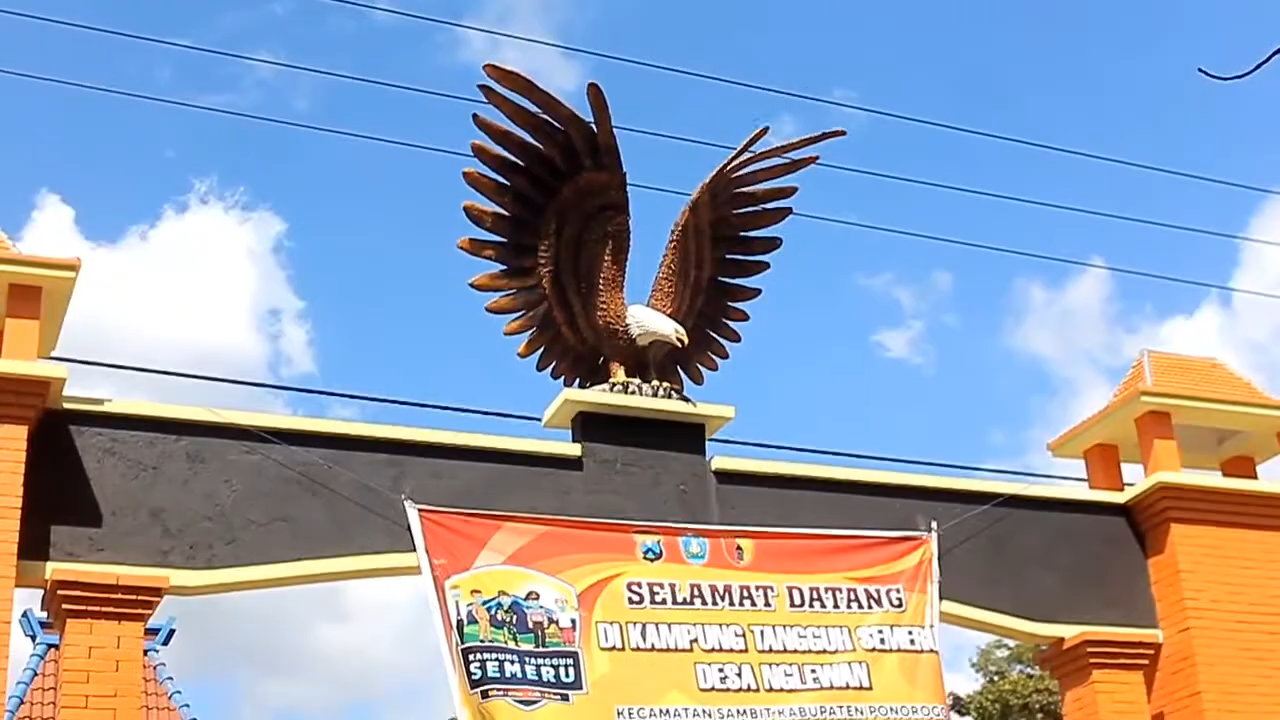 SELAMAT DATANG
DI KAMPUNG TANGGUH SEMERU
DESA NGLEWAN
KECAMATAN SAMBIT KABUPATEN PONOROGO
KAMPUNG TANGGUH
SEMERU